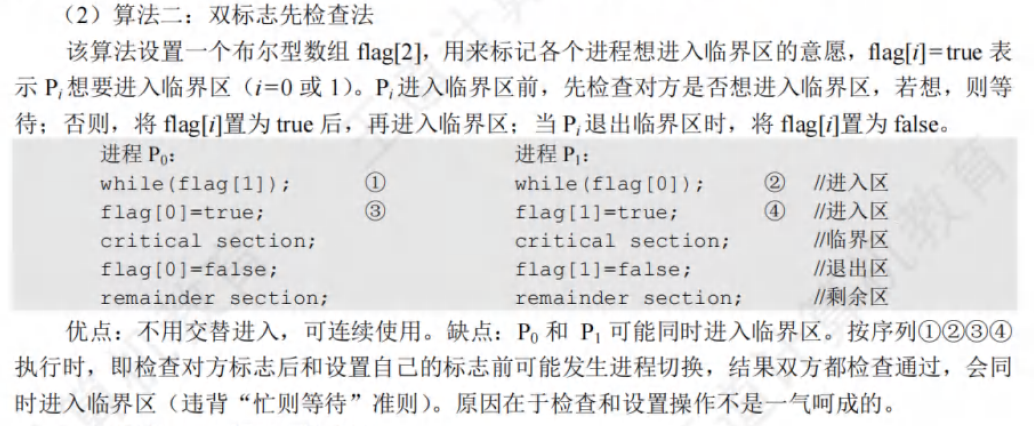 （2）算法二：双标志先检查法
该算法设置一个布尔型数组 flag[2]，用来标记各个进程想进入临界区的意愿，flag[i]=true 表
示 Pi 想要进入临界区（i=0 或 1）。Pi 进入临界区前，先检查对方是否想进入临界区，若想，则等
待；否则，将 flag[i]置为 true 后，再进入临界区；当 Pi 退出临界区时，将 flag[i]置为 false。
进程 P0： 进程 P1：
while(flag[1]); ① while(flag[0]); ② //进入区
flag[0]=true; ③ flag[1]=true; ④ //进入区
critical section; critical section; //临界区
flag[0]=false; flag[1]=false; //退出区
remainder section; remainder section; //剩余区
优点：不用交替进入，可连续使用。缺点：P0 和 P1 可能同时进入临界区。按序列①②③④
执行时，即检查对方标志后和设置自己的标志前可能发生进程切换，结果双方都检查通过，会同
时进入临界区（违背“忙则等待”准则）。原因在于检查和设置操作不是一气呵成的。